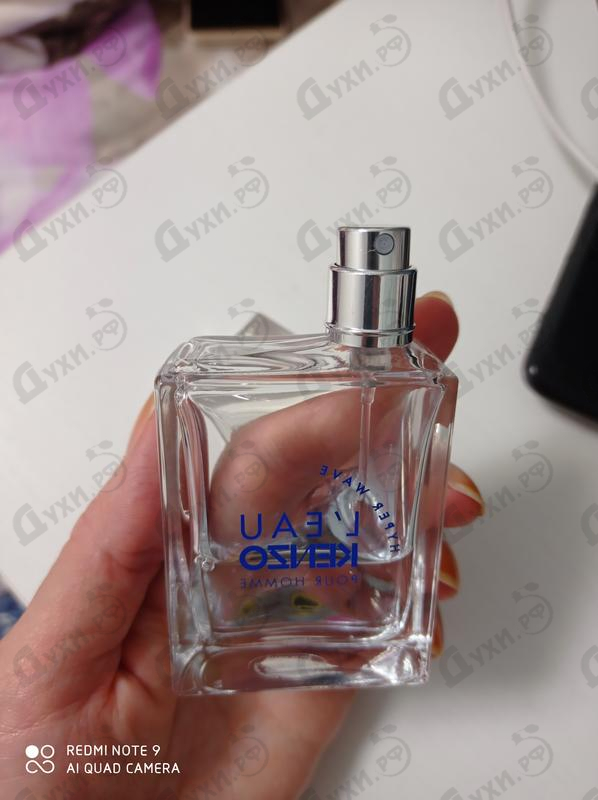 HYPER WAVE
L'EAU
KENZO
POUR HOMME
REDMI NOTE 9
AI QUAD CAMERA
Духи.РФ